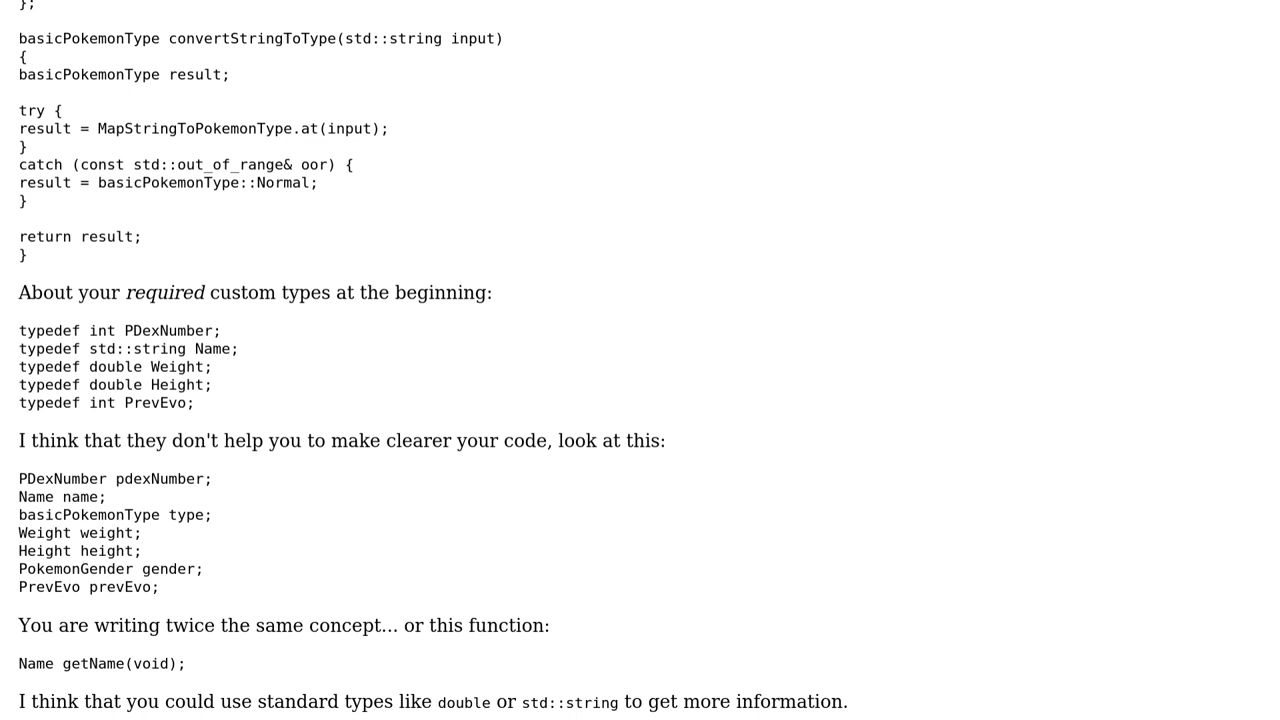 };
basicPokemonType convertStringToType(std::string input)
{
basicPokemonType result;
try {
result = MapStringToPokemonType.at(input);
}
catch (const std::out_of_range& oor) {
result = basicPokemonType::Normal;
}
return result;
}
About your required custom types at the beginning:
typedef int PDexNumber;
typedef std::string Name;
typedef double Weight;
typedef double Height;
typedef int PrevEvo;
I think that they don't help you to make clearer your code, look at this:
PDexNumber pdexNumber;
Name name;
basicPokemonType type;
Weight weight;
Height height;
PokemonGender gender;
PrevEvo prevEvo;
You are writing twice the same concept... or this function:
Name getName(void);
I think that you could use standard types like double or std::string to get more information.